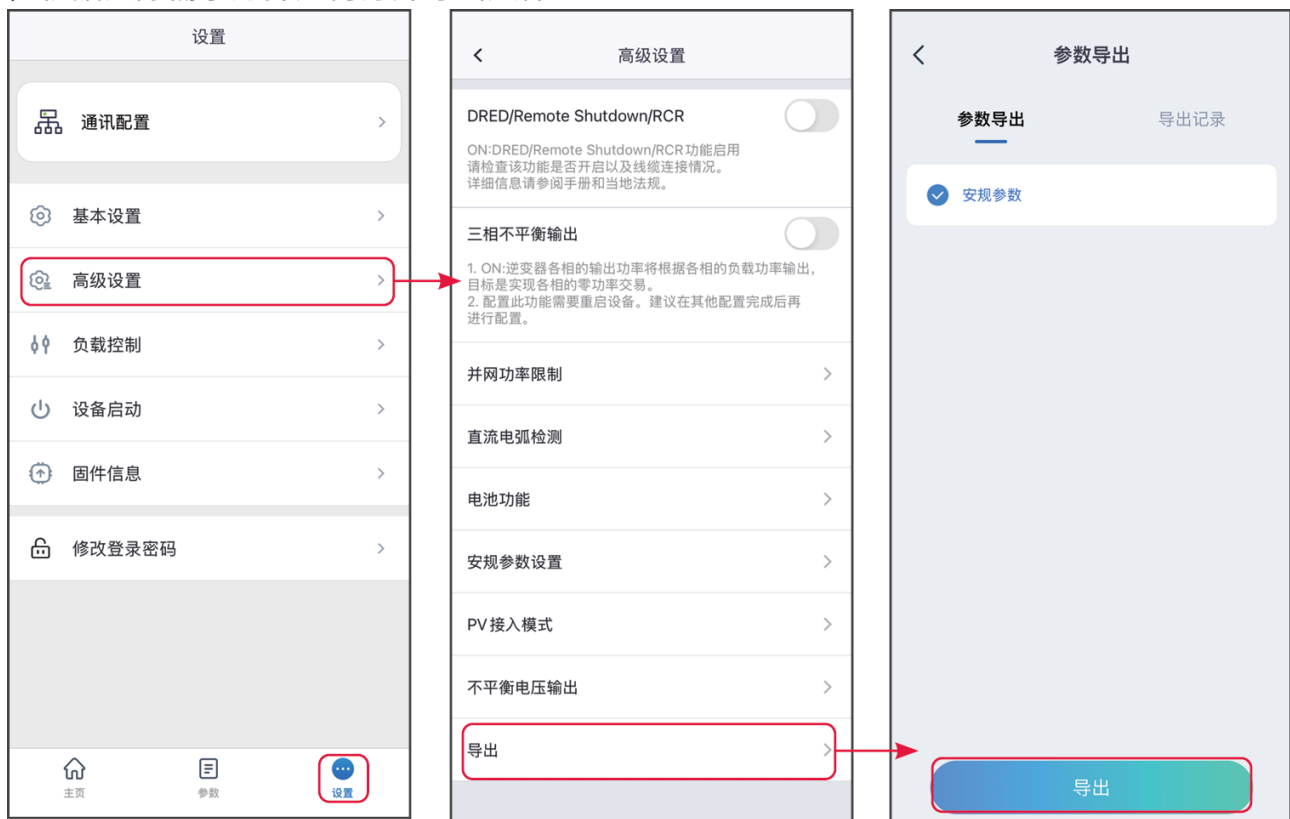 设置
通讯配置
基本设置
高级设置
负载控制
设备启动
固件信息
修改登录密码
主页
参数
设置
高级设置
DRED/Remote Shutdown/RCR
ON:DRED/Remote Shutdown/RCR功能启用
请检查该功能是否开启以及线缆连接情况。
详细信息请参阅手册和当地法规。
三相不平衡输出
1. ON:逆变器各相的输出功率将根据各相的负载功率输出，
目标是实现各相的零功率交易。
2. 配置此功能需要重启设备。建议在其他配置完成后再
进行配置。
并网功率限制
直流电弧检测
电池功能
安规参数设置
PV接入模式
不平衡电压输出
导出
参数导出
参数导出
导出记录
安规参数
导出